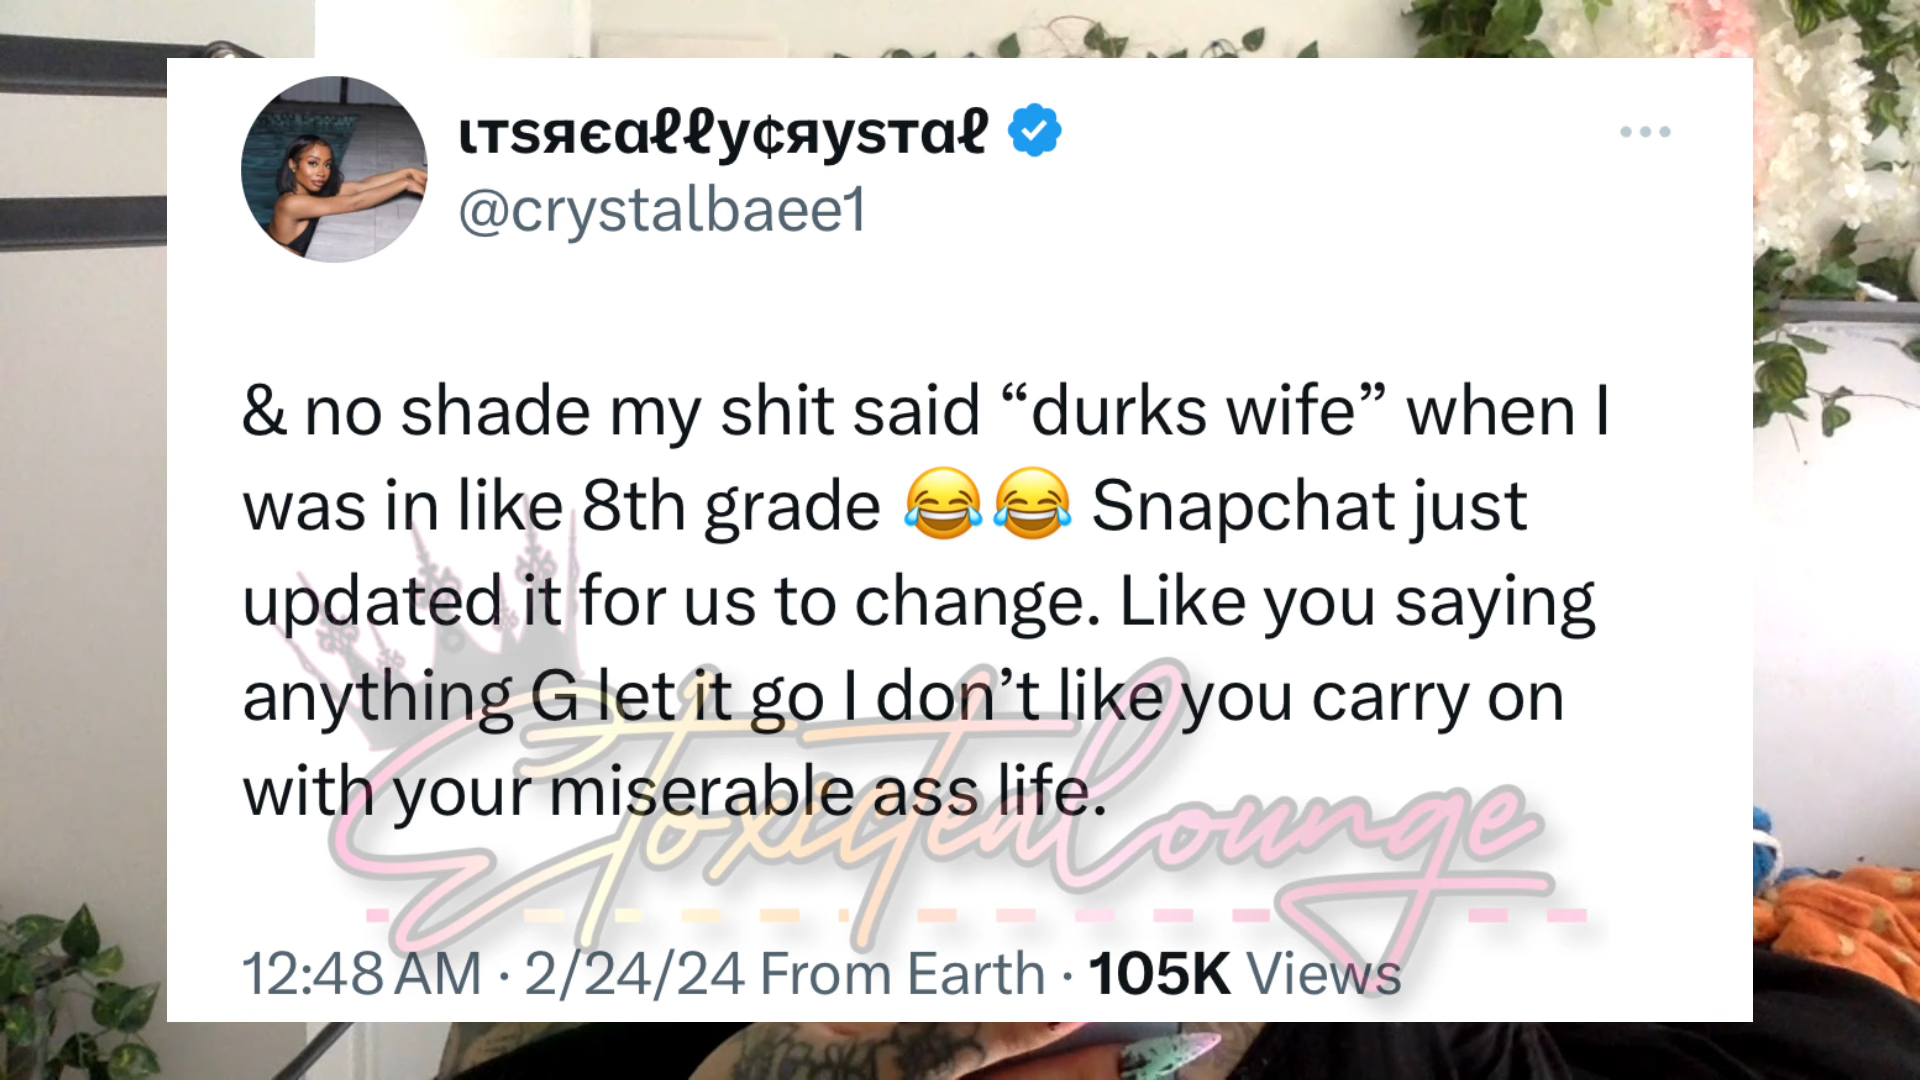 ιтѕяєαℓℓу¢яуѕтαℓ
@crystalbaee1
& no shade my shit said “durks wife” when I
was in like 8th grade 😂😂 Snapchat just
updated it for us to change. Like you saying
anything G let it go I don’t like you carry on
with your miserable ass life.
Etoxiqtealounge
12:48 AM · 2/24/24 From Earth · 105K Views